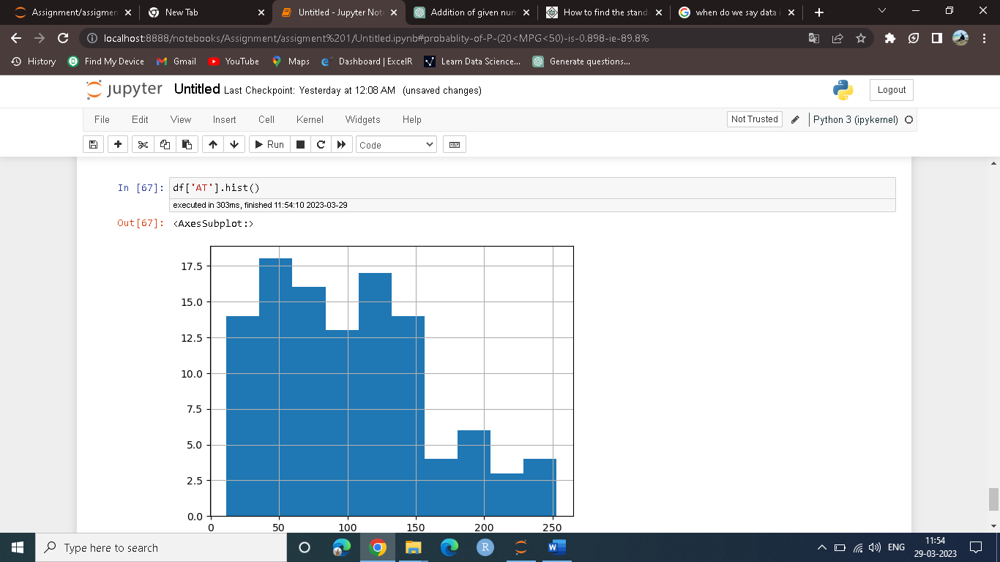 Assignment/assigmen
New Tab
Untitled - Jupyter Not
Addition of given num
How to find the stand
when do we say data i
localhost:8888/notebooks/Assignment/assigment%201/Untitled.ipynb#probablity-of-P-(20<MPG<50)-is-0.898-ie-89.8%
History
Find My Device
Gmail
YouTube
Maps
Dashboard | ExcelR
Learn Data Science...
Generate questions...
jupyter
Untitled
Last Checkpoint: Yesterday at 12:08 AM
(unsaved changes)
Logout
File
Edit
View
Insert
Cell
Kernel
Widgets
Help
Not Trusted
Python 3 (ipykernel)
Run
Code
In [67]:
df['AT'].hist()
executed in 303ms, finished 11:54:10 2023-03-29
Out[67]:
<AxesSubplot:>
17.5
15.0
12.5
10.0
7.5
5.0
2.5
0.0
0
50
100
150
200
250
Type here to search
R
W
ENG
11:54
29-03-2023